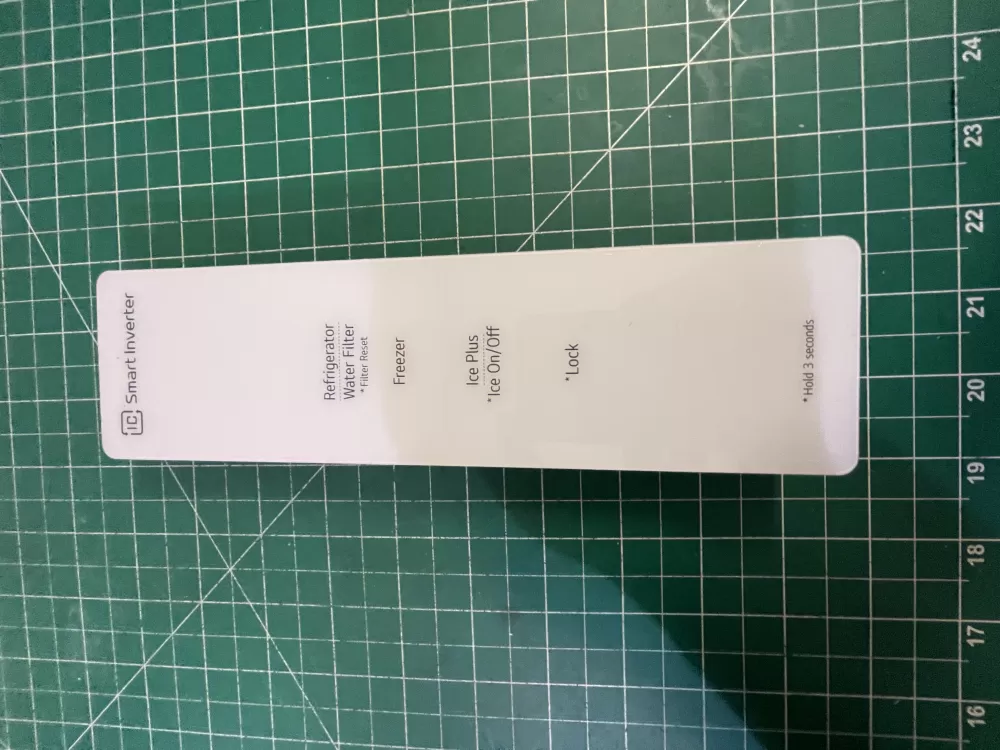 IC Smart Inverter
Refrigerator
Water Filter
* Filter Reset
Freezer
Ice Plus
*Ice On/Off
*Lock
* Hold 3 seconds
24
23
22
21
20
19
18
17
16